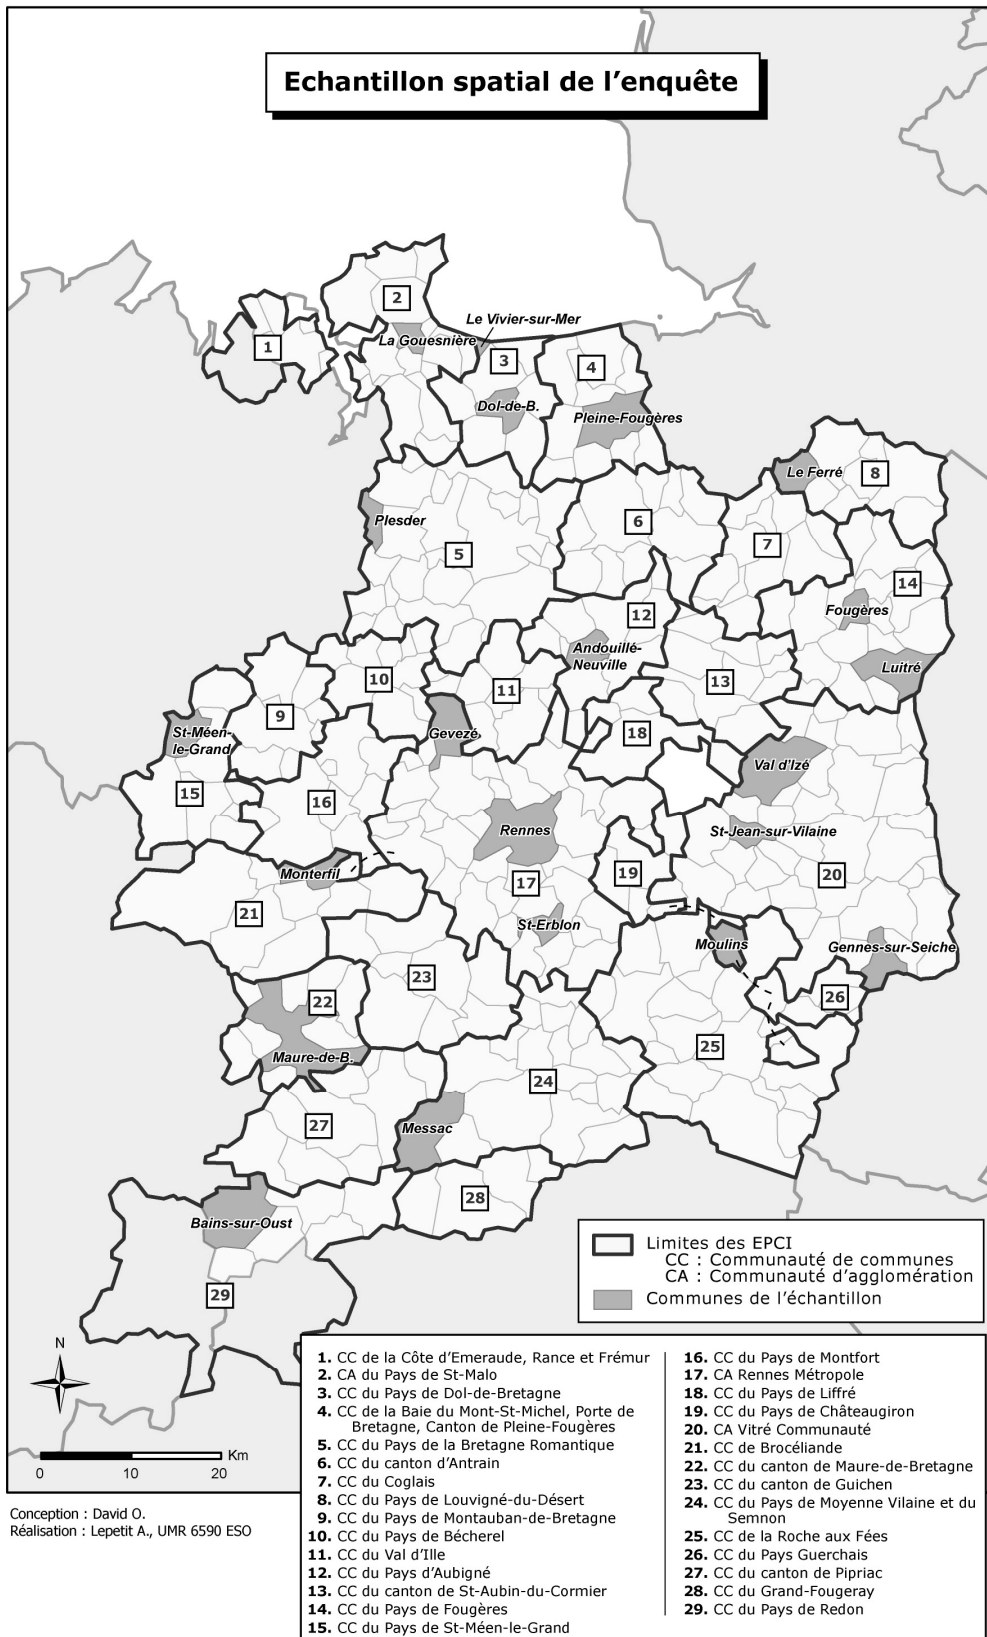 Echantillon spatial de l'enquête
2
Le Vivier-sur-Mer
La Gouesnière
1
3
4
Dol-de-B.
Pleine-Fougères
Le Ferré
8
Plesder
6
5
7
14
Fougères
12
Andouillé-
Neuville
Luitré
10
13
11
9
St-Méen-
le-Grand
Gevezé
18
Val d'Izé
15
16
Rennes
St-Jean-sur-Vilaine
Monterfil
19
20
17
21
St-Erblon
Moulins
Gennes-sur-Seiche
23
22
26
25
Maure-de-B.
24
27
Messac
28
Bains-sur-Oust
29
Limites des EPCI
CC : Communauté de communes
CA : Communauté d'agglomération
Communes de l'échantillon
N
Km
0 10 20
1. CC de la Côte d'Emeraude, Rance et Frémur
2. CA du Pays de St-Malo
3. CC du Pays de Dol-de-Bretagne
4. CC de la Baie du Mont-St-Michel, Porte de
Bretagne, Canton de Pleine-Fougères
5. CC du Pays de la Bretagne Romantique
6. CC du canton d'Antrain
7. CC du Coglais
8. CC du Pays de Louvigné-du-Désert
9. CC du Pays de Montauban-de-Bretagne
10. CC du Pays de Bécherel
11. CC du Val d'Ille
12. CC du Pays d'Aubigné
13. CC du canton de St-Aubin-du-Cormier
14. CC du Pays de Fougères
15. CC du Pays de St-Méen-le-Grand
16. CC du Pays de Montfort
17. CA Rennes Métropole
18. CC du Pays de Liffré
19. CC du Pays de Châteaugiron
20. CA Vitré Communauté
21. CC de Brocéliande
22. CC du canton de Maure-de-Bretagne
23. CC du canton de Guichen
24. CC du Pays de Moyenne Vilaine et du
Semnon
25. CC de la Roche aux Fées
26. CC du Pays Guerchais
27. CC du canton de Pipriac
28. CC du Grand-Fougeray
29. CC du Pays de Redon
Conception : David O.
Réalisation : Lepetit A., UMR 6590 ESO